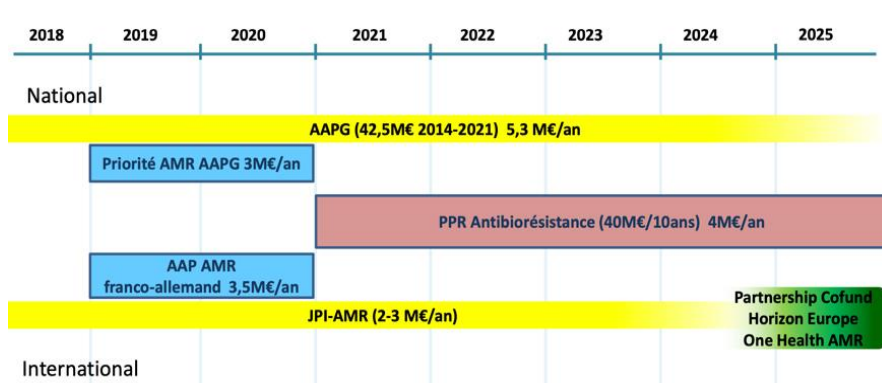 2018 2019 2020 2021 2022 2023 2024 2025
National
AAPG (42,5M€ 2014-2021) 5,3 M€/an
Priorité AMR AAPG 3M€/an
PPR Antibiorésistance (40M€/10ans) 4M€/an
AAP AMR
franco-allemand 3,5M€/an
JPI-AMR (2-3 M€/an)
Partnership Cofund
Horizon Europe
One Health AMR
International